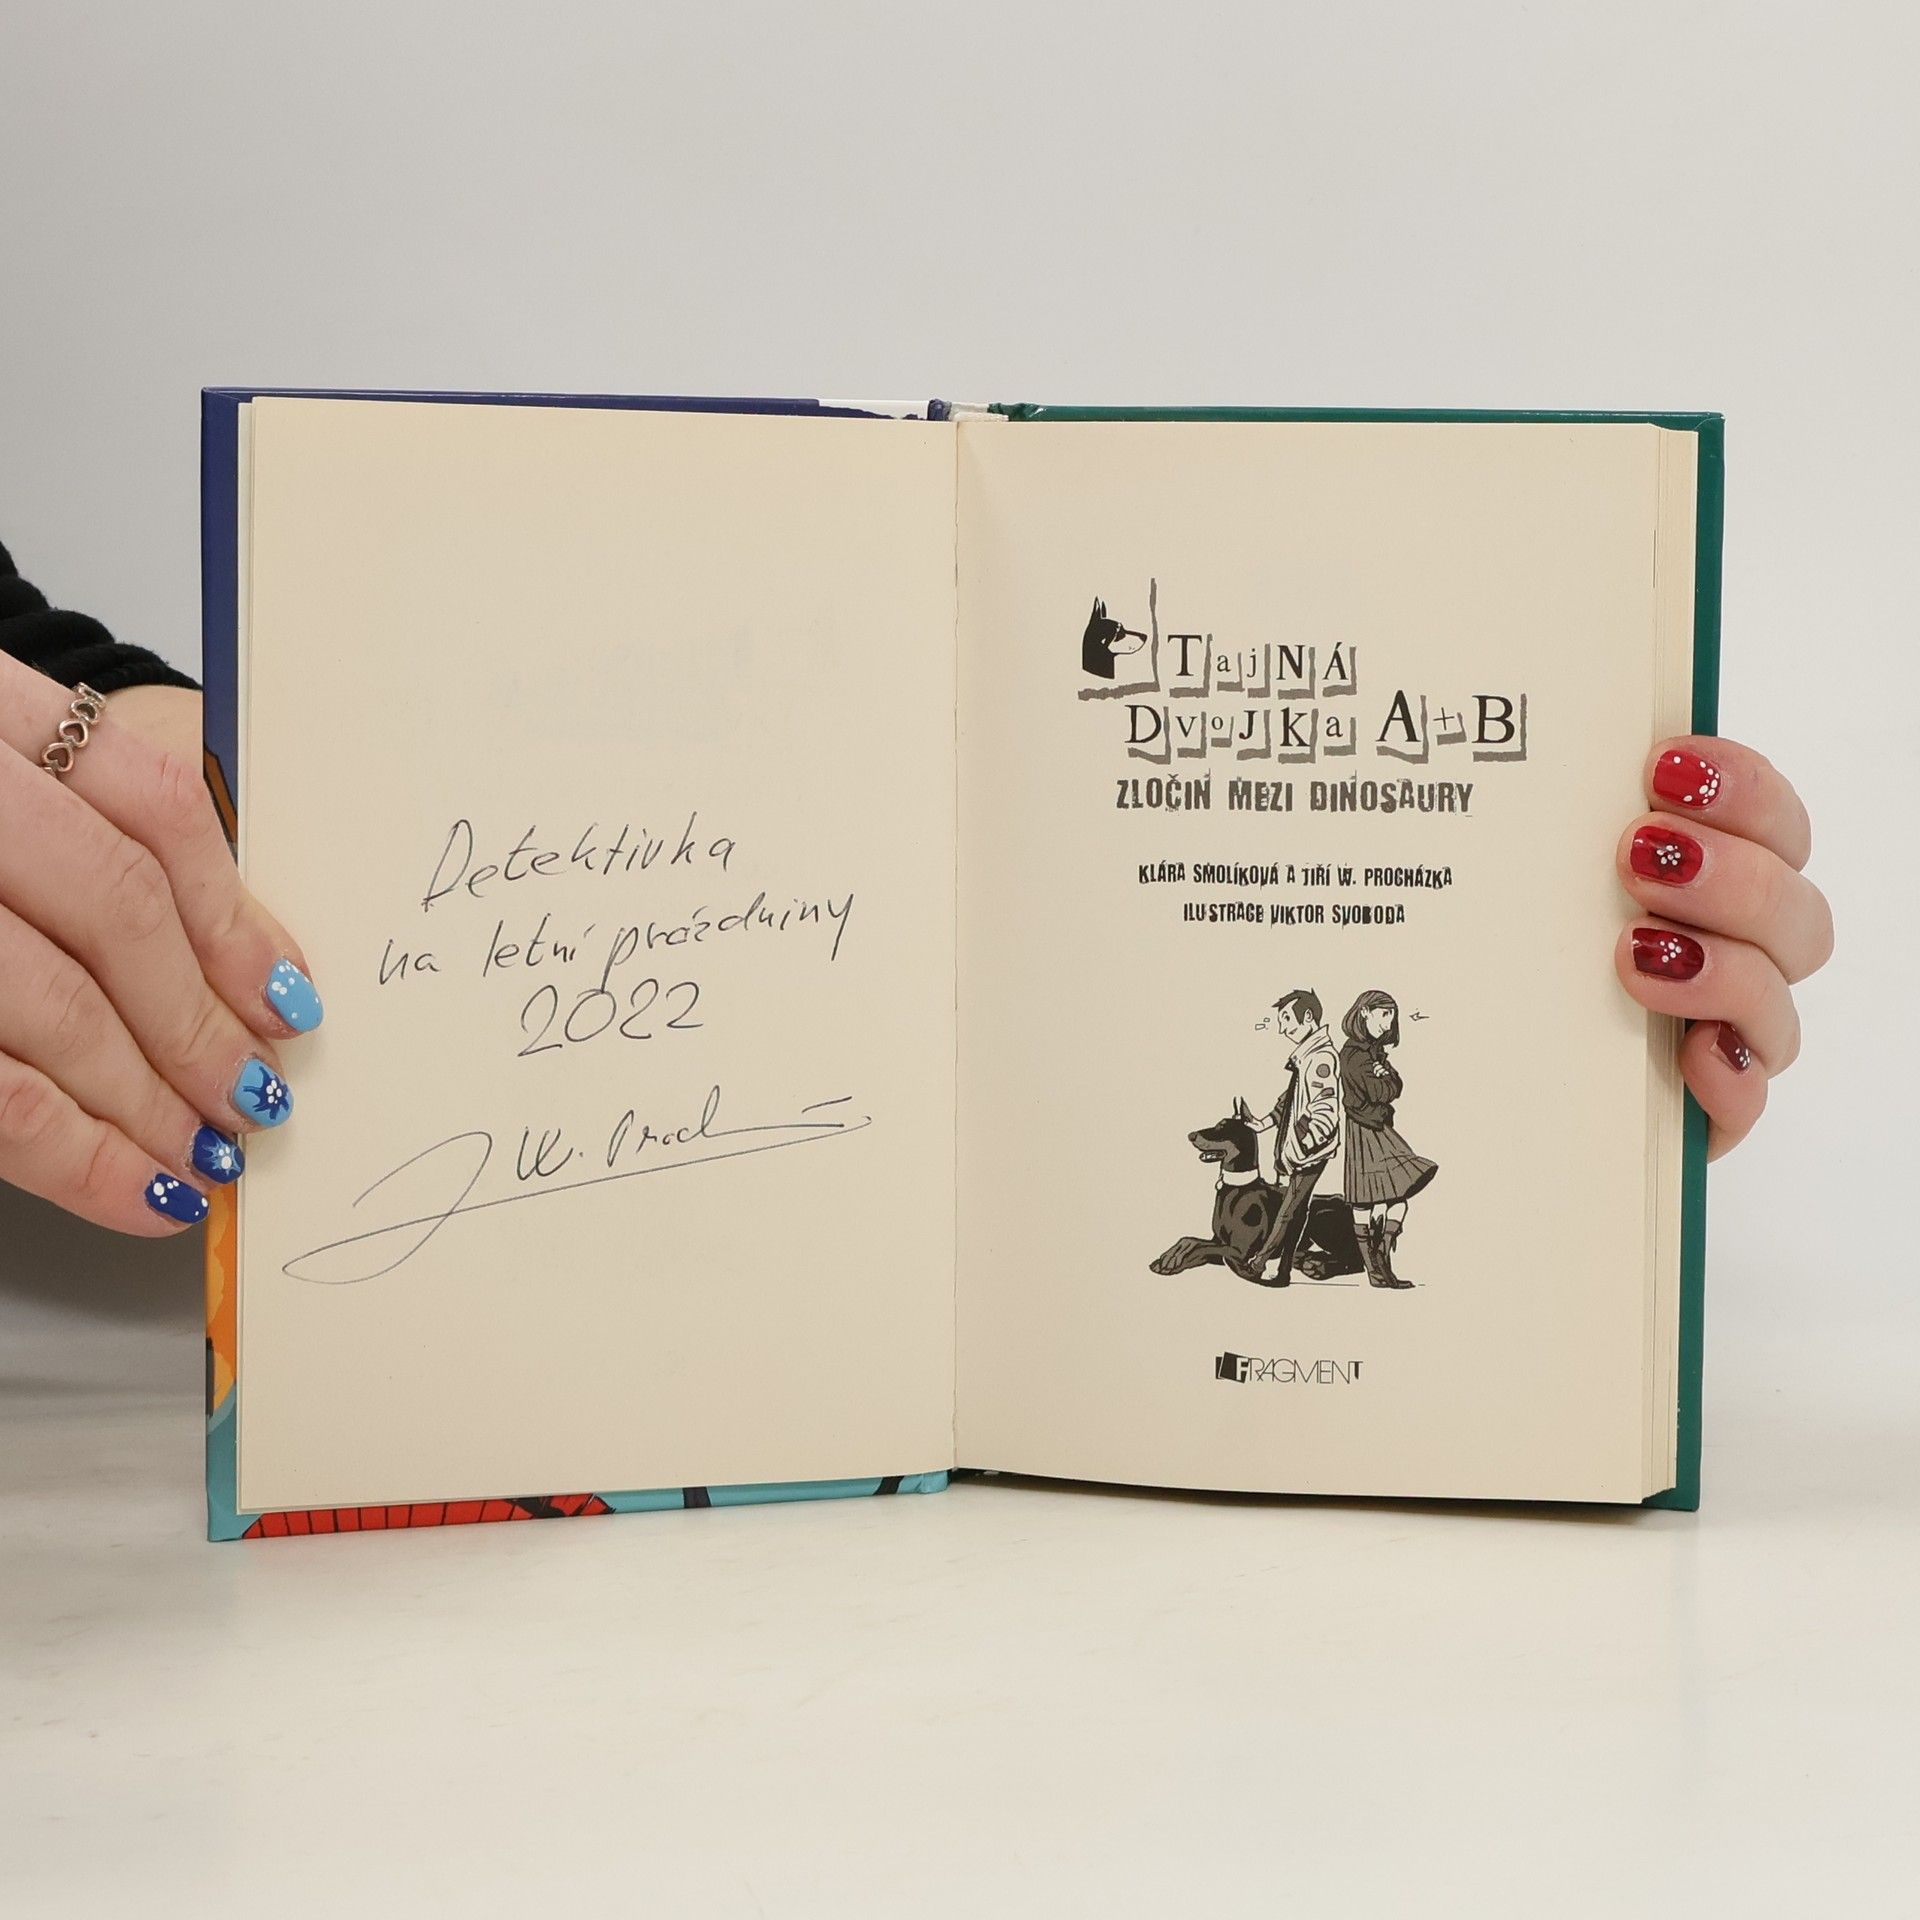 Detektivka
na letní prázdniny
2022
J W. Proch
Tajná
Dvojka A+B
ZLOČIN MEZI DINOSAURY
KLÁRA SMOLÍKOVÁ A JIŘÍ W. PROCHÁZKA
ILUSTRACE VIKTOR SVOBODA
FRAGMENT